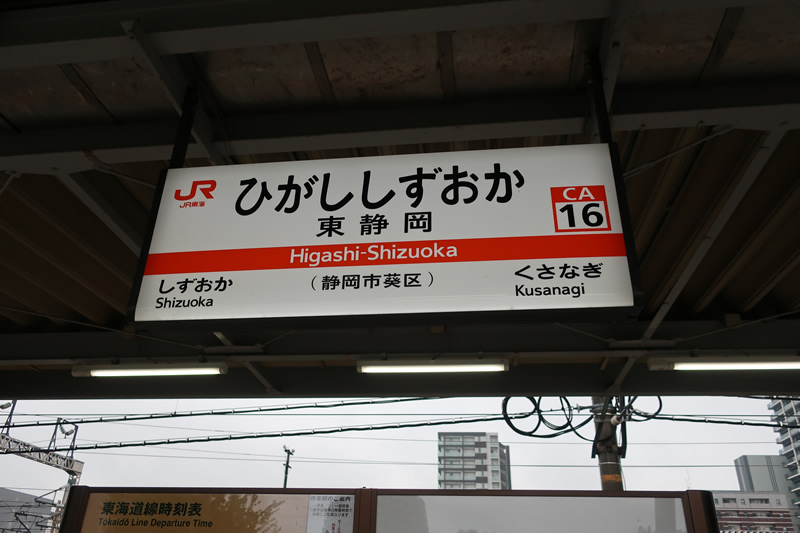 JR
JR東海
ひがししずおか
東静岡
CA
16
Higashi-Shizuoka
しずおか
Shizuoka
(静岡市葵区)
くさなぎ
Kusanagi
東海道線時刻表
Tōkaidō Line Departure Time